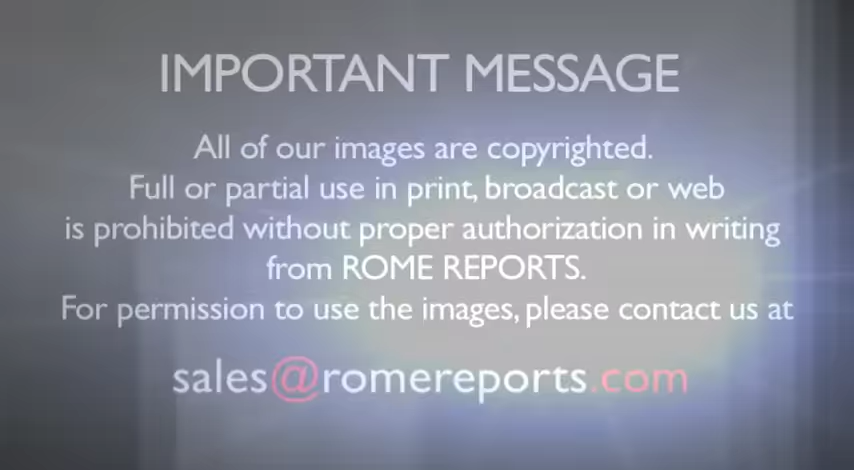 IMPORTANT MESSAGE
All of our images are copyrighted.
Full or partial use in print, broadcast or web
is prohibited without proper authorization in writing
from ROME REPORTS.
For permission to use the images, please contact us at
sales@romereports.com